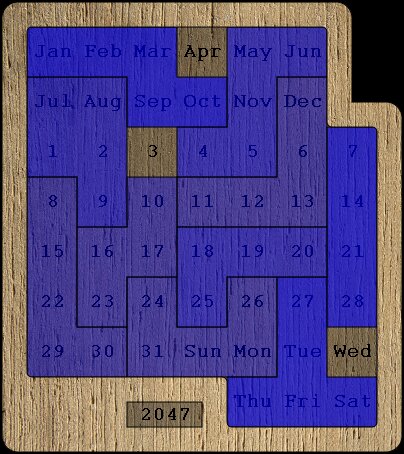 Jan Feb Mar Apr May Jun
Jul Aug Sep Oct Nov Dec
1 2 3 4 5 6 7
8 9 10 11 12 13 14
15 16 17 18 19 20 21
22 23 24 25 26 27 28
29 30 31 Sun Mon Tue Wed
Thu Fri Sat
2047